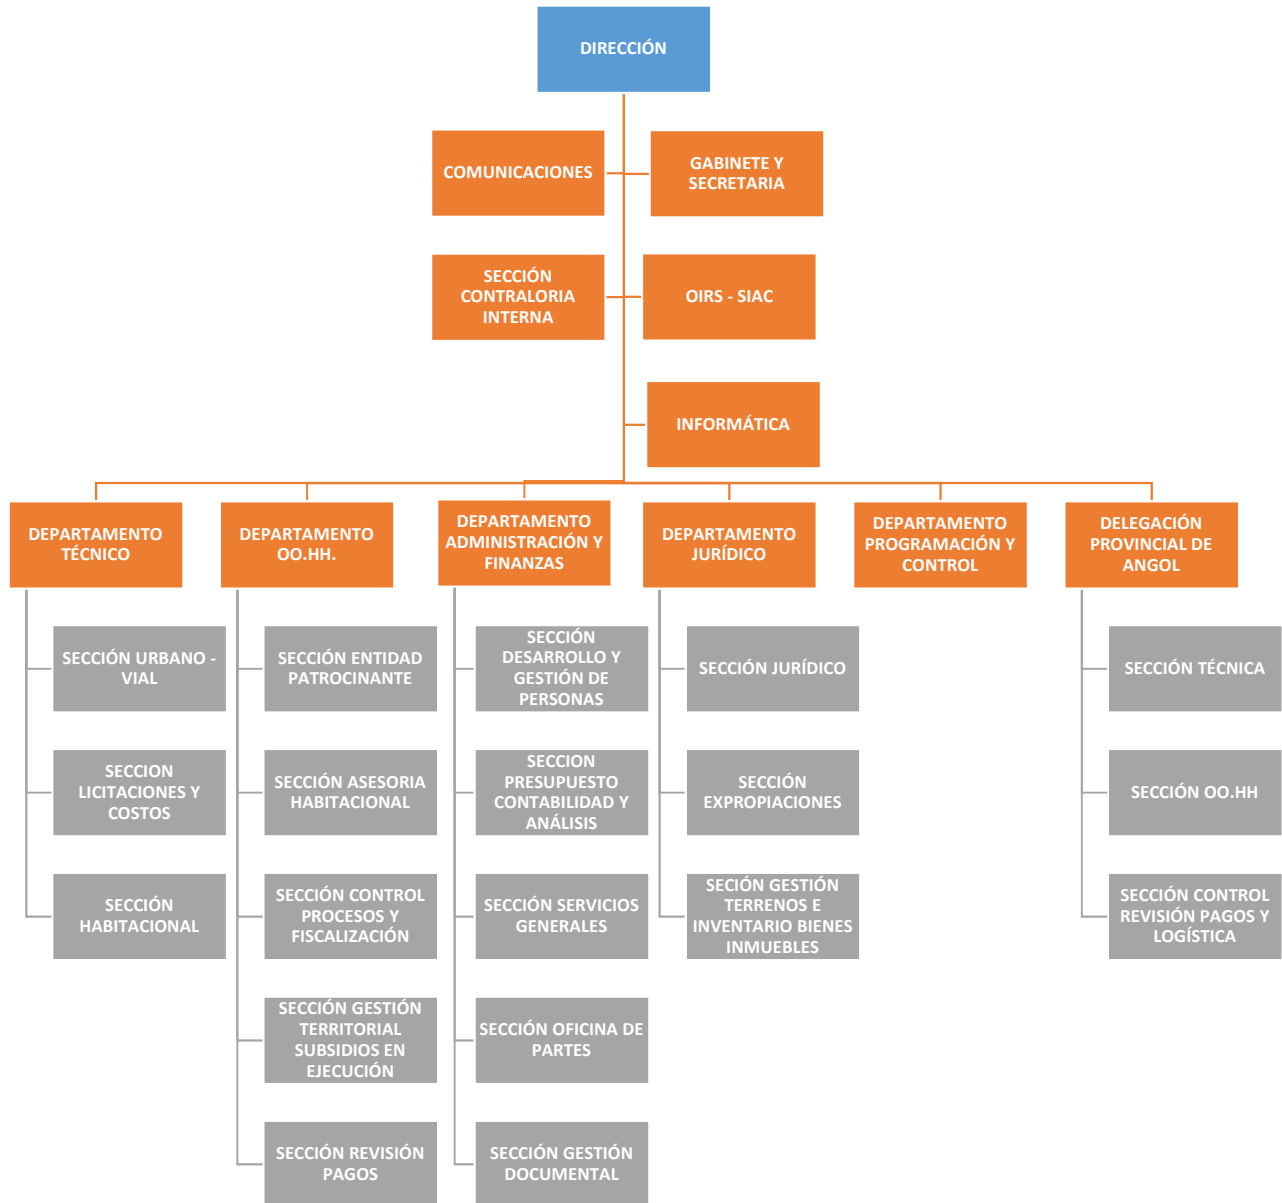 DIRECCIÓN
COMUNICACIONES
GABINETE Y
SECRETARIA
SECCIÓN
CONTRALORIA
INTERNA
OIRS - SIAC
INFORMÁTICA
DEPARTAMENTO
TÉCNICO
DEPARTAMENTO
OO.HH.
DEPARTAMENTO
ADMINISTRACIÓN Y
FINANZAS
DEPARTAMENTO
JURÍDICO
DEPARTAMENTO
PROGRAMACIÓN Y
CONTROL
DELEGACIÓN
PROVINCIAL DE
ANGOL
SECCIÓN URBANO -
VIAL
SECCION
LICITACIONES Y
COSTOS
SECCIÓN
HABITACIONAL
SECCIÓN ENTIDAD
PATROCINANTE
SECCIÓN ASESORIA
HABITACIONAL
SECCIÓN CONTROL
PROCESOS Y
FISCALIZACIÓN
SECCIÓN GESTIÓN
TERRITORIAL
SUBSIDIOS EN
EJECUCIÓN
SECCIÓN REVISIÓN
PAGOS
SECCIÓN
DESARROLLO Y
GESTIÓN DE
PERSONAS
SECCION
PRESUPUESTO
CONTABILIDAD Y
ANÁLISIS
SECCIÓN SERVICIOS
GENERALES
SECCIÓN OFICINA DE
PARTES
SECCIÓN GESTIÓN
DOCUMENTAL
SECCIÓN JURÍDICO
SECCIÓN
EXPROPIACIONES
SECIÓN GESTIÓN
TERRENOS E
INVENTARIO BIENES
INMUEBLES
SECCIÓN TÉCNICA
SECCIÓN OO.HH
SECCIÓN CONTROL
REVISIÓN PAGOS Y
LOGÍSTICA